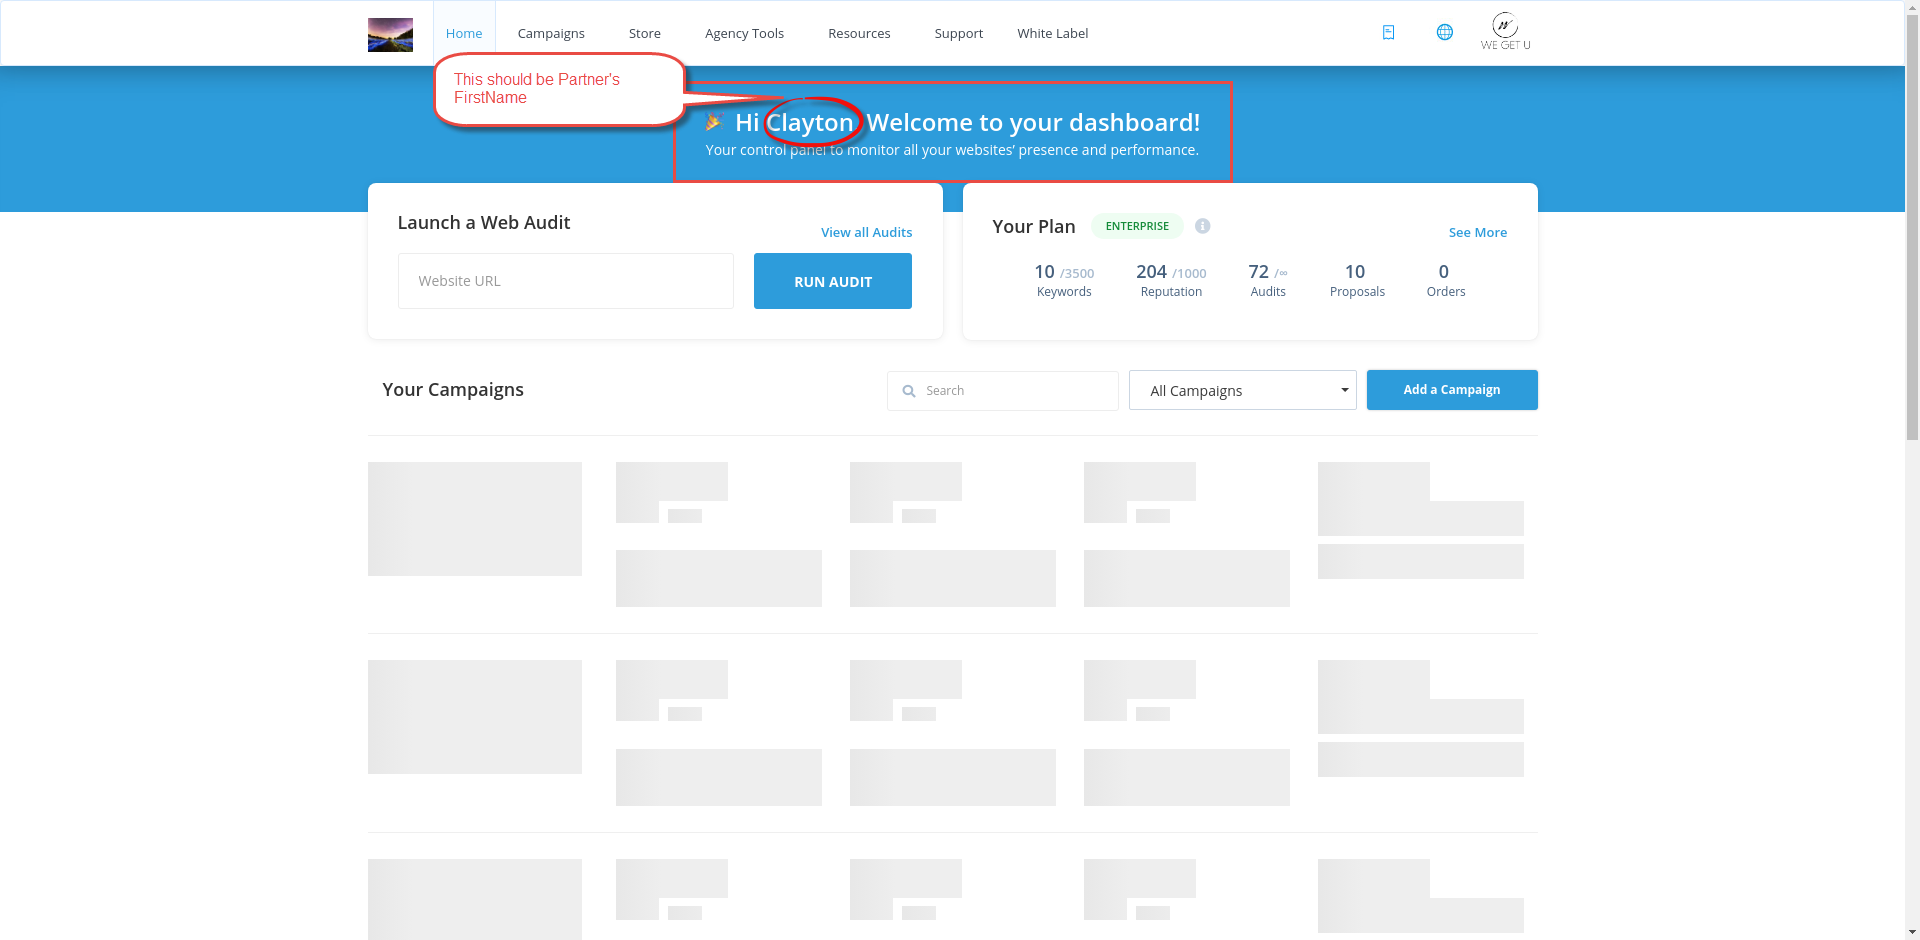 Home
Campaigns
Store
Agency Tools
Resources
Support
White Label
WE GET U
This should be Partner's
FirstName
Hi Clayton Welcome to your dashboard!
Your control panel to monitor all your websites' presence and performance.
Launch a Web Audit
View all Audits
Website URL
RUN AUDIT
Your Plan
ENTERPRISE
See More
10 /3500
Keywords
204 /1000
Reputation
72 /∞
Audits
10
Proposals
0
Orders
Your Campaigns
Search
All Campaigns
Add a Campaign